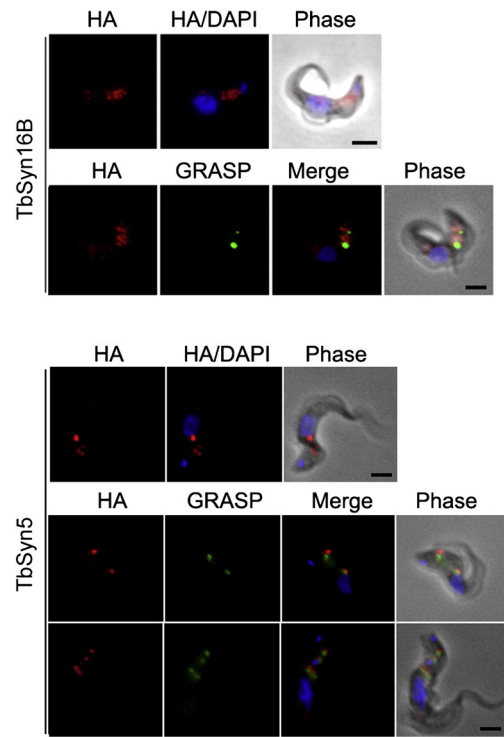 HA HA/DAPI Phase
TbSyn16B
HA GRASP Merge Phase
HA HA/DAPI Phase
TbSyn5
HA GRASP Merge Phase